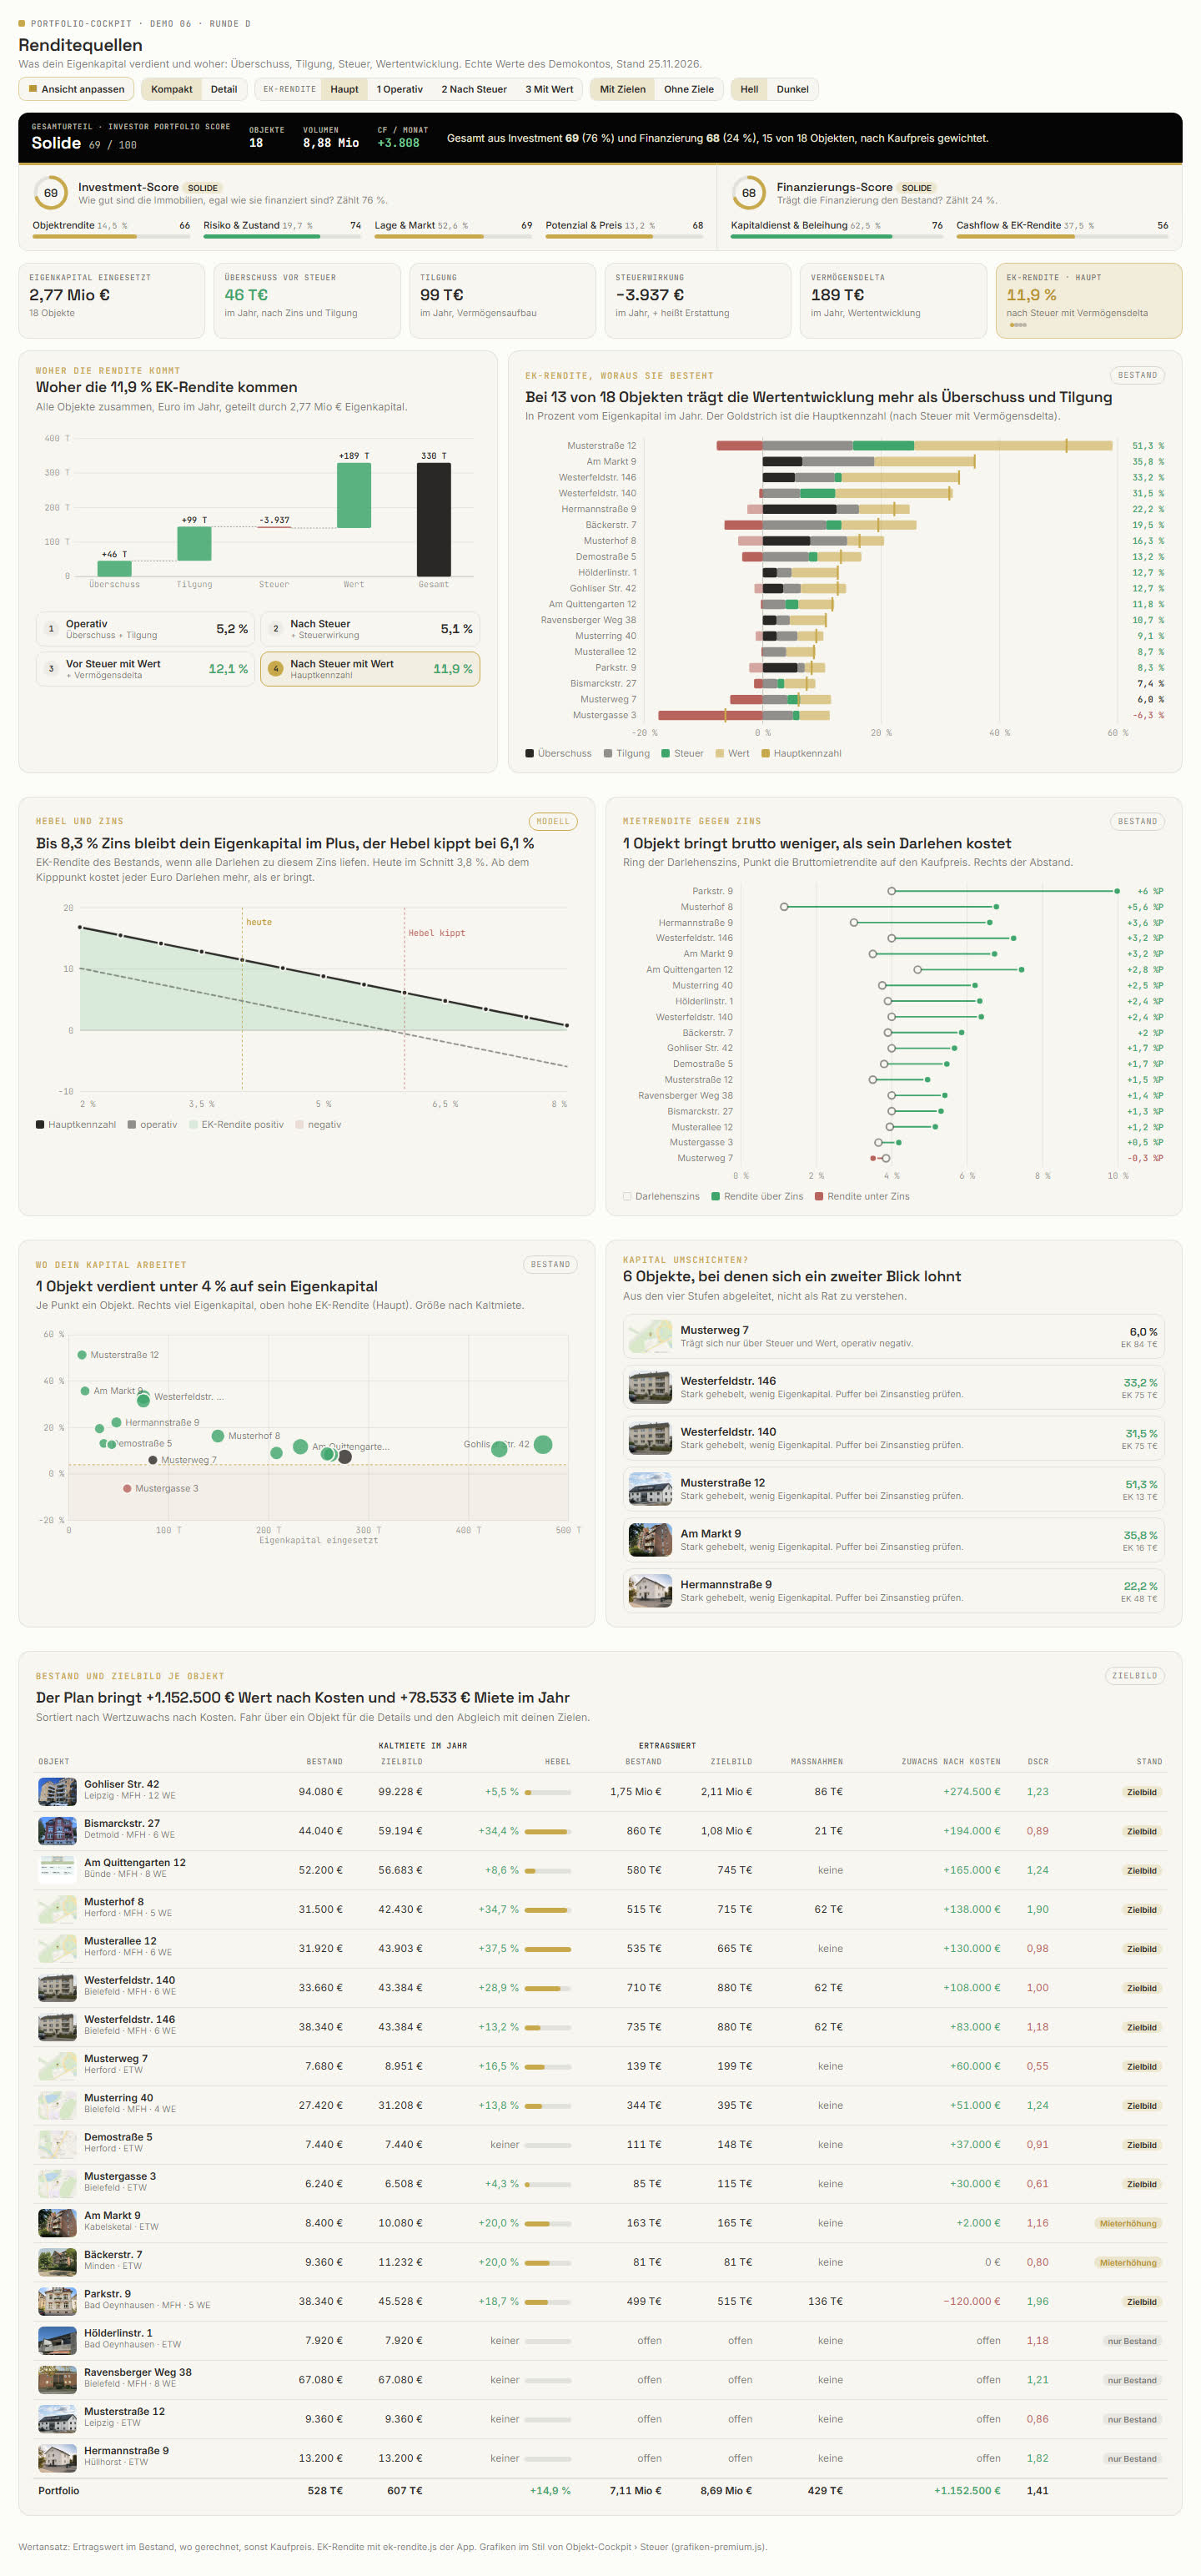 PORTFOLIO-COCKPIT · DEMO 06 · RUNDE D
Renditequellen
Was dein Eigenkapital verdient und woher: Überschuss, Tilgung, Steuer, Wertentwicklung. Echte Werte des Demokontos, Stand 25.11.2026.
Ansicht anpassen Kompakt Detail EK-RENDITE Haupt 1 Operativ 2 Nach Steuer 3 Mit Wert Mit Zielen Ohne Ziele Hell Dunkel
GESAMTURTEIL · INVESTOR PORTFOLIO SCORE OBJEKTE VOLUMEN CF / MONAT
Solide 69 / 100 18 8,88 Mio +3.808 Gesamt aus Investment 69 (76 %) und Finanzierung 68 (24 %), 15 von 18 Objekten, nach Kaufpreis gewichtet.
69 Investment-Score SOLIDE
Wie gut sind die Immobilien, egal wie sie finanziert sind? Zählt 76 %.
Objektrendite 14,5 % 66 Risiko & Zustand 19,7 % 74 Lage & Markt 52,6 % 69 Potenzial & Preis 13,2 % 68
68 Finanzierungs-Score SOLIDE
Trägt die Finanzierung den Bestand? Zählt 24 %.
Kapitaldienst & Beleihung 62,5 % 76 Cashflow & EK-Rendite 37,5 % 56
EIGENKAPITAL EINGESETZT
2,77 Mio €
18 Objekte
ÜBERSCHUSS VOR STEUER
46 T€
im Jahr, nach Zins und Tilgung
TILGUNG
99 T€
im Jahr, Vermögensaufbau
STEUERWIRKUNG
−3.937 €
im Jahr, + heißt Erstattung
VERMÖGENSDELTA
189 T€
im Jahr, Wertentwicklung
EK-RENDITE · HAUPT
11,9 %
nach Steuer mit Vermögensdelta
WOHER DIE RENDITE KOMMT
Woher die 11,9 % EK-Rendite kommen
Alle Objekte zusammen, Euro im Jahr, geteilt durch 2,77 Mio € Eigenkapital.
400 T
300 T
200 T
100 T
0
+46 T +99 T -3.937 +189 T 330 T
Überschuss Tilgung Steuer Wert Gesamt
1 Operativ 5,2 %
Überschuss + Tilgung
2 Nach Steuer 5,1 %
+ Steuerwirkung
3 Vor Steuer mit Wert 12,1 %
+ Vermögensdelta
4 Nach Steuer mit Wert 11,9 %
Hauptkennzahl
EK-RENDITE, WORAUS SIE BESTEHT BESTAND
Bei 13 von 18 Objekten trägt die Wertentwicklung mehr als Überschuss und Tilgung
In Prozent vom Eigenkapital im Jahr. Der Goldstrich ist die Hauptkennzahl (nach Steuer mit Vermögensdelta).
Musterstraße 12 51,3 %
Am Markt 9 35,8 %
Westerfeldstr. 146 33,2 %
Westerfeldstr. 140 31,5 %
Hermannstraße 9 22,2 %
Bäckerstr. 7 19,5 %
Musterhof 8 16,3 %
Demostraße 5 13,2 %
Hölderlinstr. 1 12,7 %
Gohliser Str. 42 12,7 %
Am Quittengarten 12 11,8 %
Ravensberger Weg 38 10,7 %
Musterring 40 9,1 %
Musterallee 12 8,7 %
Parkstr. 9 8,3 %
Bismarckstr. 27 7,4 %
Musterweg 7 6,0 %
Mustergasse 3 -6,3 %
-20 % 0 % 20 % 40 % 60 %
Überschuss Tilgung Steuer Wert Hauptkennzahl
HEBEL UND ZINS MODELL
Bis 8,3 % Zins bleibt dein Eigenkapital im Plus, der Hebel kippt bei 6,1 %
EK-Rendite des Bestands, wenn alle Darlehen zu diesem Zins liefen. Heute im Schnitt 3,8 %. Ab dem
Kipppunkt kostet jeder Euro Darlehen mehr, als er bringt.
20
10
0
-10
heute
Hebel kippt
2 % 3,5 % 5 % 6,5 % 8 %
Hauptkennzahl operativ EK-Rendite positiv negativ
MIETRENDITE GEGEN ZINS BESTAND
1 Objekt bringt brutto weniger, als sein Darlehen kostet
Ring der Darlehenszins, Punkt die Bruttomietrendite auf den Kaufpreis. Rechts der Abstand.
Parkstr. 9 +6 %P
Musterhof 8 +5,6 %P
Hermannstraße 9 +3,6 %P
Westerfeldstr. 146 +3,2 %P
Am Markt 9 +3,2 %P
Am Quittengarten 12 +2,8 %P
Musterring 40 +2,5 %P
Hölderlinstr. 1 +2,4 %P
Westerfeldstr. 140 +2,4 %P
Bäckerstr. 7 +2 %P
Gohliser Str. 42 +1,7 %P
Demostraße 5 +1,7 %P
Musterstraße 12 +1,5 %P
Ravensberger Weg 38 +1,4 %P
Bismarckstr. 27 +1,3 %P
Musterallee 12 +1,2 %P
Mustergasse 3 +0,5 %P
Musterweg 7 -0,3 %P
0 % 2 % 4 % 6 % 8 % 10 %
Darlehenszins Rendite über Zins Rendite unter Zins
WO DEIN KAPITAL ARBEITET BESTAND
1 Objekt verdient unter 4 % auf sein Eigenkapital
Je Punkt ein Objekt. Rechts viel Eigenkapital, oben hohe EK-Rendite (Haupt). Größe nach Kaltmiete.
60 %
40 %
20 %
0 %
-20 %
Musterstraße 12
Am Markt 9
Westerfeldstr. ...
Hermannstraße 9
Musterhof 8
Musterweg 7
Mustergasse 3
0 100 T 200 T 300 T 400 T 500 T
Eigenkapital eingesetzt
KAPITAL UMSCHICHTEN?
6 Objekte, bei denen sich ein zweiter Blick lohnt
Aus den vier Stufen abgeleitet, nicht als Rat zu verstehen.
Musterweg 7 6,0 %
Trägt sich nur über Steuer und Wert, operativ negativ. EK 84 T€
Westerfeldstr. 146 33,2 %
Stark gehebelt, wenig Eigenkapital. Puffer bei Zinsanstieg prüfen. EK 75 T€
Westerfeldstr. 140 31,5 %
Stark gehebelt, wenig Eigenkapital. Puffer bei Zinsanstieg prüfen. EK 75 T€
Musterstraße 12 51,3 %
Stark gehebelt, wenig Eigenkapital. Puffer bei Zinsanstieg prüfen. EK 13 T€
Am Markt 9 35,8 %
Stark gehebelt, wenig Eigenkapital. Puffer bei Zinsanstieg prüfen. EK 16 T€
Hermannstraße 9 22,2 %
Stark gehebelt, wenig Eigenkapital. Puffer bei Zinsanstieg prüfen. EK 48 T€
BESTAND UND ZIELBILD JE OBJEKT ZIELBILD
Der Plan bringt +1.152.500 € Wert nach Kosten und +78.533 € Miete im Jahr
Sortiert nach Wertzuwachs nach Kosten. Fahr über ein Objekt für die Details und den Abgleich mit deinen Zielen.
KALTMIETE IM JAHR ERTRAGSWERT
OBJEKT BESTAND ZIELBILD HEBEL BESTAND ZIELBILD MASSNAHMEN ZUWACHS NACH KOSTEN DSCR STAND
Gohliser Str. 42 94.080 € 99.228 € +5,5 % 1,75 Mio € 2,11 Mio € 86 T€ +274.500 € 1,23 Zielbild
Leipzig · MFH · 12 WE
Bismarckstr. 27 44.040 € 59.194 € +34,4 % 860 T€ 1,08 Mio € 21 T€ +194.000 € 0,89 Zielbild
Detmold · MFH · 6 WE
Am Quittengarten 12 52.200 € 56.683 € +8,6 % 580 T€ 745 T€ keine +165.000 € 1,24 Zielbild
Bünde · MFH · 8 WE
Musterhof 8 31.500 € 42.430 € +34,7 % 515 T€ 715 T€ 62 T€ +138.000 € 1,90 Zielbild
Herford · MFH · 5 WE
Musterallee 12 31.920 € 43.903 € +37,5 % 535 T€ 665 T€ keine +130.000 € 0,98 Zielbild
Herford · MFH · 6 WE
Westerfeldstr. 140 33.660 € 43.384 € +28,9 % 710 T€ 880 T€ 62 T€ +108.000 € 1,00 Zielbild
Bielefeld · MFH · 6 WE
Westerfeldstr. 146 38.340 € 43.384 € +13,2 % 735 T€ 880 T€ 62 T€ +83.000 € 1,18 Zielbild
Bielefeld · MFH · 6 WE
Musterweg 7 7.680 € 8.951 € +16,5 % 139 T€ 199 T€ keine +60.000 € 0,55 Zielbild
Herford · ETW
Musterring 40 27.420 € 31.208 € +13,8 % 344 T€ 395 T€ keine +51.000 € 1,24 Zielbild
Bielefeld · MFH · 4 WE
Demostraße 5 7.440 € 7.440 € keiner 111 T€ 148 T€ keine +37.000 € 0,91 Zielbild
Herford · ETW
Mustergasse 3 6.240 € 6.508 € +4,3 % 85 T€ 115 T€ keine +30.000 € 0,61 Zielbild
Bielefeld · ETW
Am Markt 9 8.400 € 10.080 € +20,0 % 163 T€ 165 T€ keine +2.000 € 1,16 Mieterhöhung
Kabelsketal · ETW
Bäckerstr. 7 9.360 € 11.232 € +20,0 % 81 T€ 81 T€ keine 0 € 0,80 Mieterhöhung
Minden · ETW
Parkstr. 9 38.340 € 45.528 € +18,7 % 499 T€ 515 T€ 136 T€ −120.000 € 1,96 Zielbild
Bad Oeynhausen · MFH · 5 WE
Hölderlinstr. 1 7.920 € 7.920 € keiner offen offen keine offen 1,18 nur Bestand
Bad Oeynhausen · ETW
Ravensberger Weg 38 67.080 € 67.080 € keiner offen offen keine offen 1,21 nur Bestand
Bielefeld · MFH · 8 WE
Musterstraße 12 9.360 € 9.360 € keiner offen offen keine offen 0,86 nur Bestand
Leipzig · ETW
Hermannstraße 9 13.200 € 13.200 € keiner offen offen keine offen 1,82 nur Bestand
Hüllhorst · ETW
Portfolio 528 T€ 607 T€ +14,9 % 7,11 Mio € 8,69 Mio € 429 T€ +1.152.500 € 1,41
Wertansatz: Ertragswert im Bestand, wo gerechnet, sonst Kaufpreis. EK-Rendite mit ek-rendite.js der App. Grafiken im Stil von Objekt-Cockpit › Steuer (grafiken-premium.js).